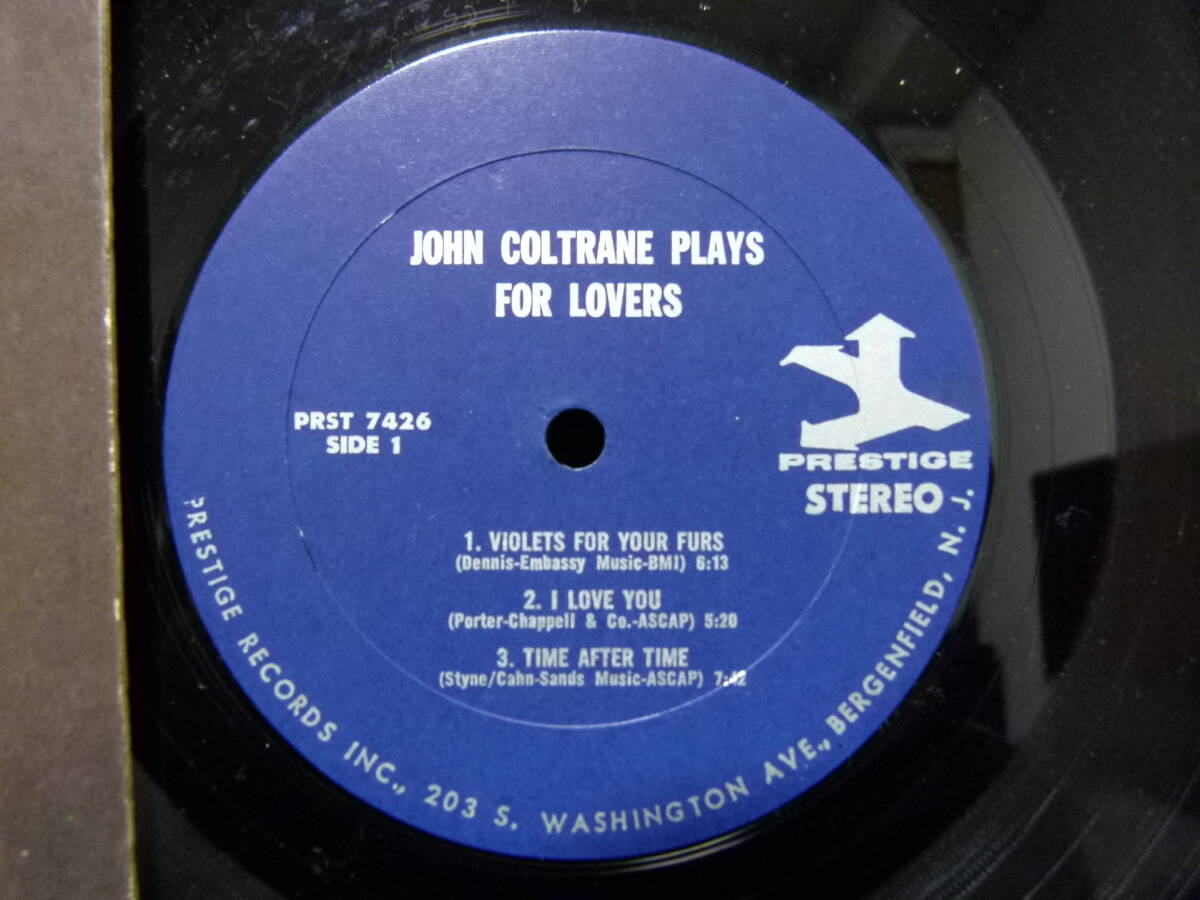 JOHN COLTRANE PLAYS
FOR LOVERS
PRST 7426
SIDE 1
PRESTIGE
STEREO
1. ViOLETS FOR YOUR FURS
(Dennis-Embassy Music-BMI) 6:13
2. I LOVE YOU
(Porter-Chappell & Co.-ASCAP) 5:20
3. TIME AFTER TIME
(Styne/Cahn-Sands Music-ASCAP) 7:42
PRESTIGE RECORDS INC., 203 S. WASHINGTON AVE., BERGENFIELD, N. J.